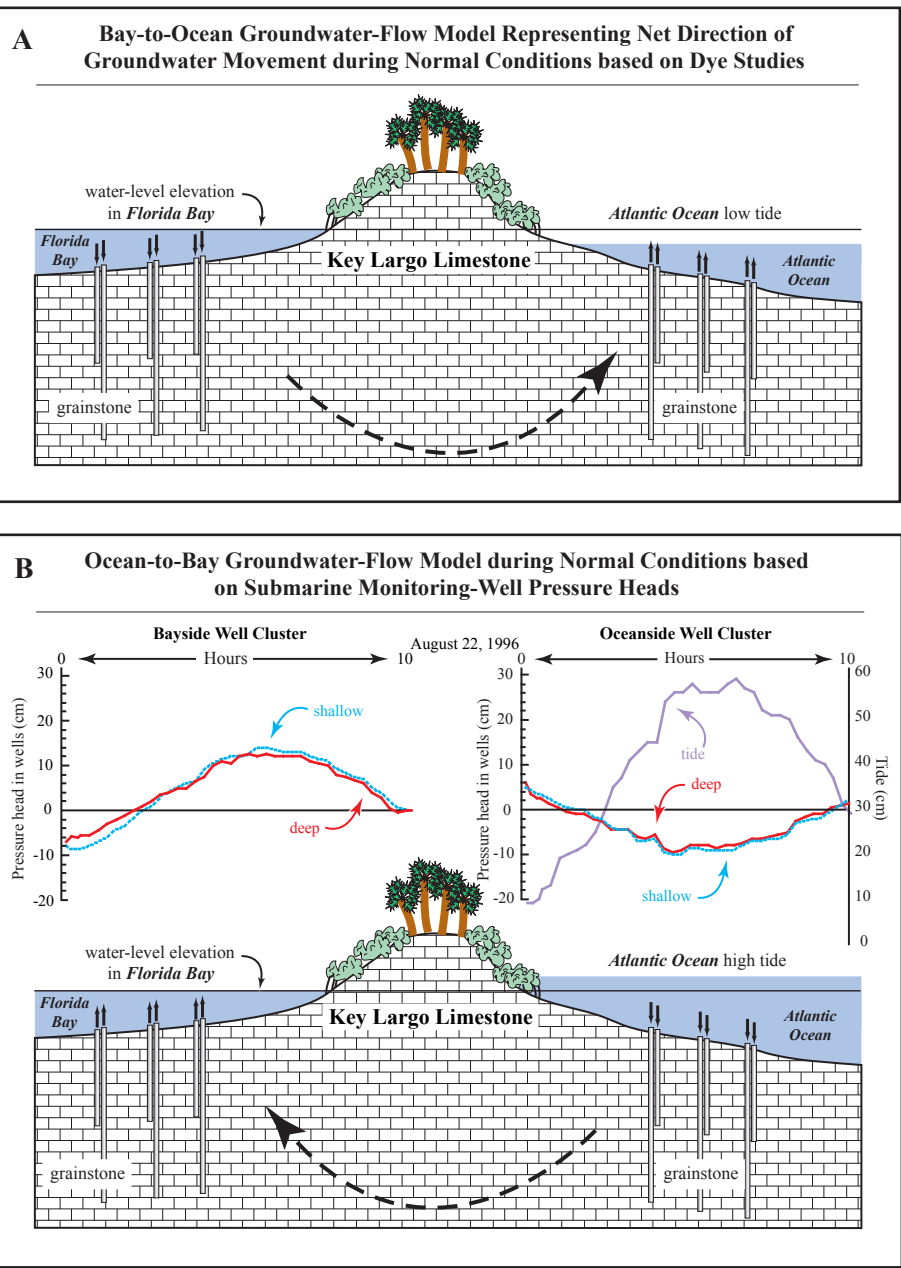 A
Bay-to-Ocean Groundwater-Flow Model Representing Net Direction of
Groundwater Movement during Normal Conditions based on Dye Studies
water-level elevation
in Florida Bay
Atlantic Ocean low tide
Florida
Bay
Key Largo Limestone
Atlantic
Ocean
grainstone
grainstone
B
Ocean-to-Bay Groundwater-Flow Model during Normal Conditions based
on Submarine Monitoring-Well Pressure Heads
Bayside Well Cluster
August 22, 1996
Oceanside Well Cluster
0 Hours 10
0 Hours 10
Pressure head in wells (cm)
30
20
10
0
-10
-20
shallow
deep
Pressure head in wells (cm)
30
20
10
0
-10
-20
tide
deep
shallow
60
50
40
30
20
10
0
Tide (cm)
water-level elevation
in Florida Bay
Atlantic Ocean high tide
Florida
Bay
Key Largo Limestone
Atlantic
Ocean
grainstone
grainstone